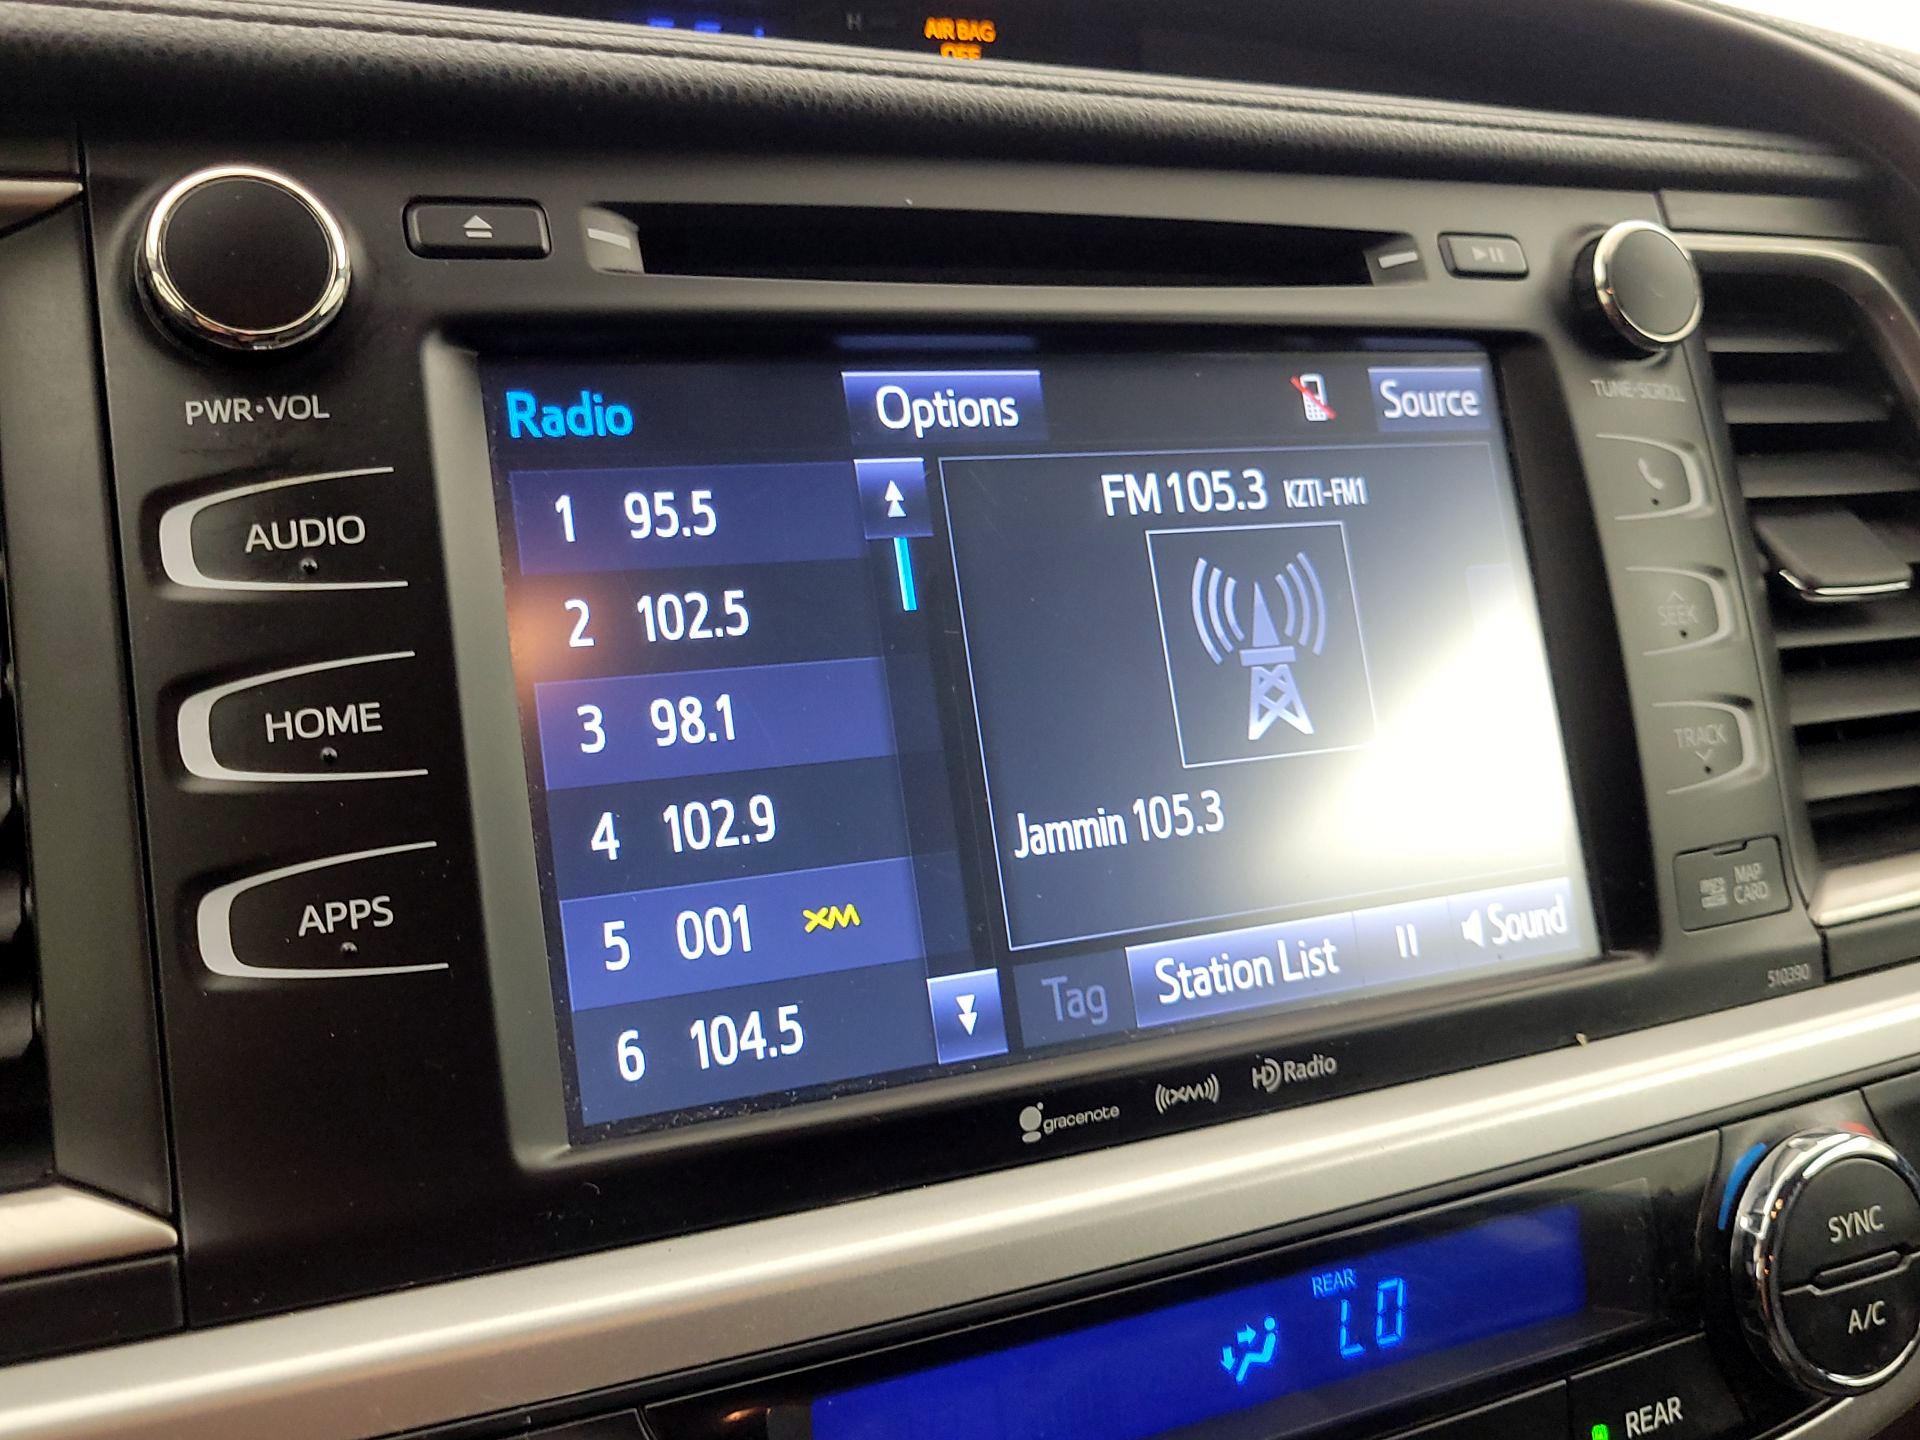 AIR BAG
OFF
PWR•VOL
TUNE•SCROLL
AUDIO
HOME
APPS
Radio
Options
Source
1 95.5
2 102.5
3 98.1
4 102.9
5 001 XM
6 104.5
FM 105.3 KZTI-FM1
Jammin 105.3
Tag
Station List
Sound
SEEK
TRACK
MAP
CARD
510390
gracenote
((XM))
HD Radio
REAR
LO
SYNC
A/C
REAR